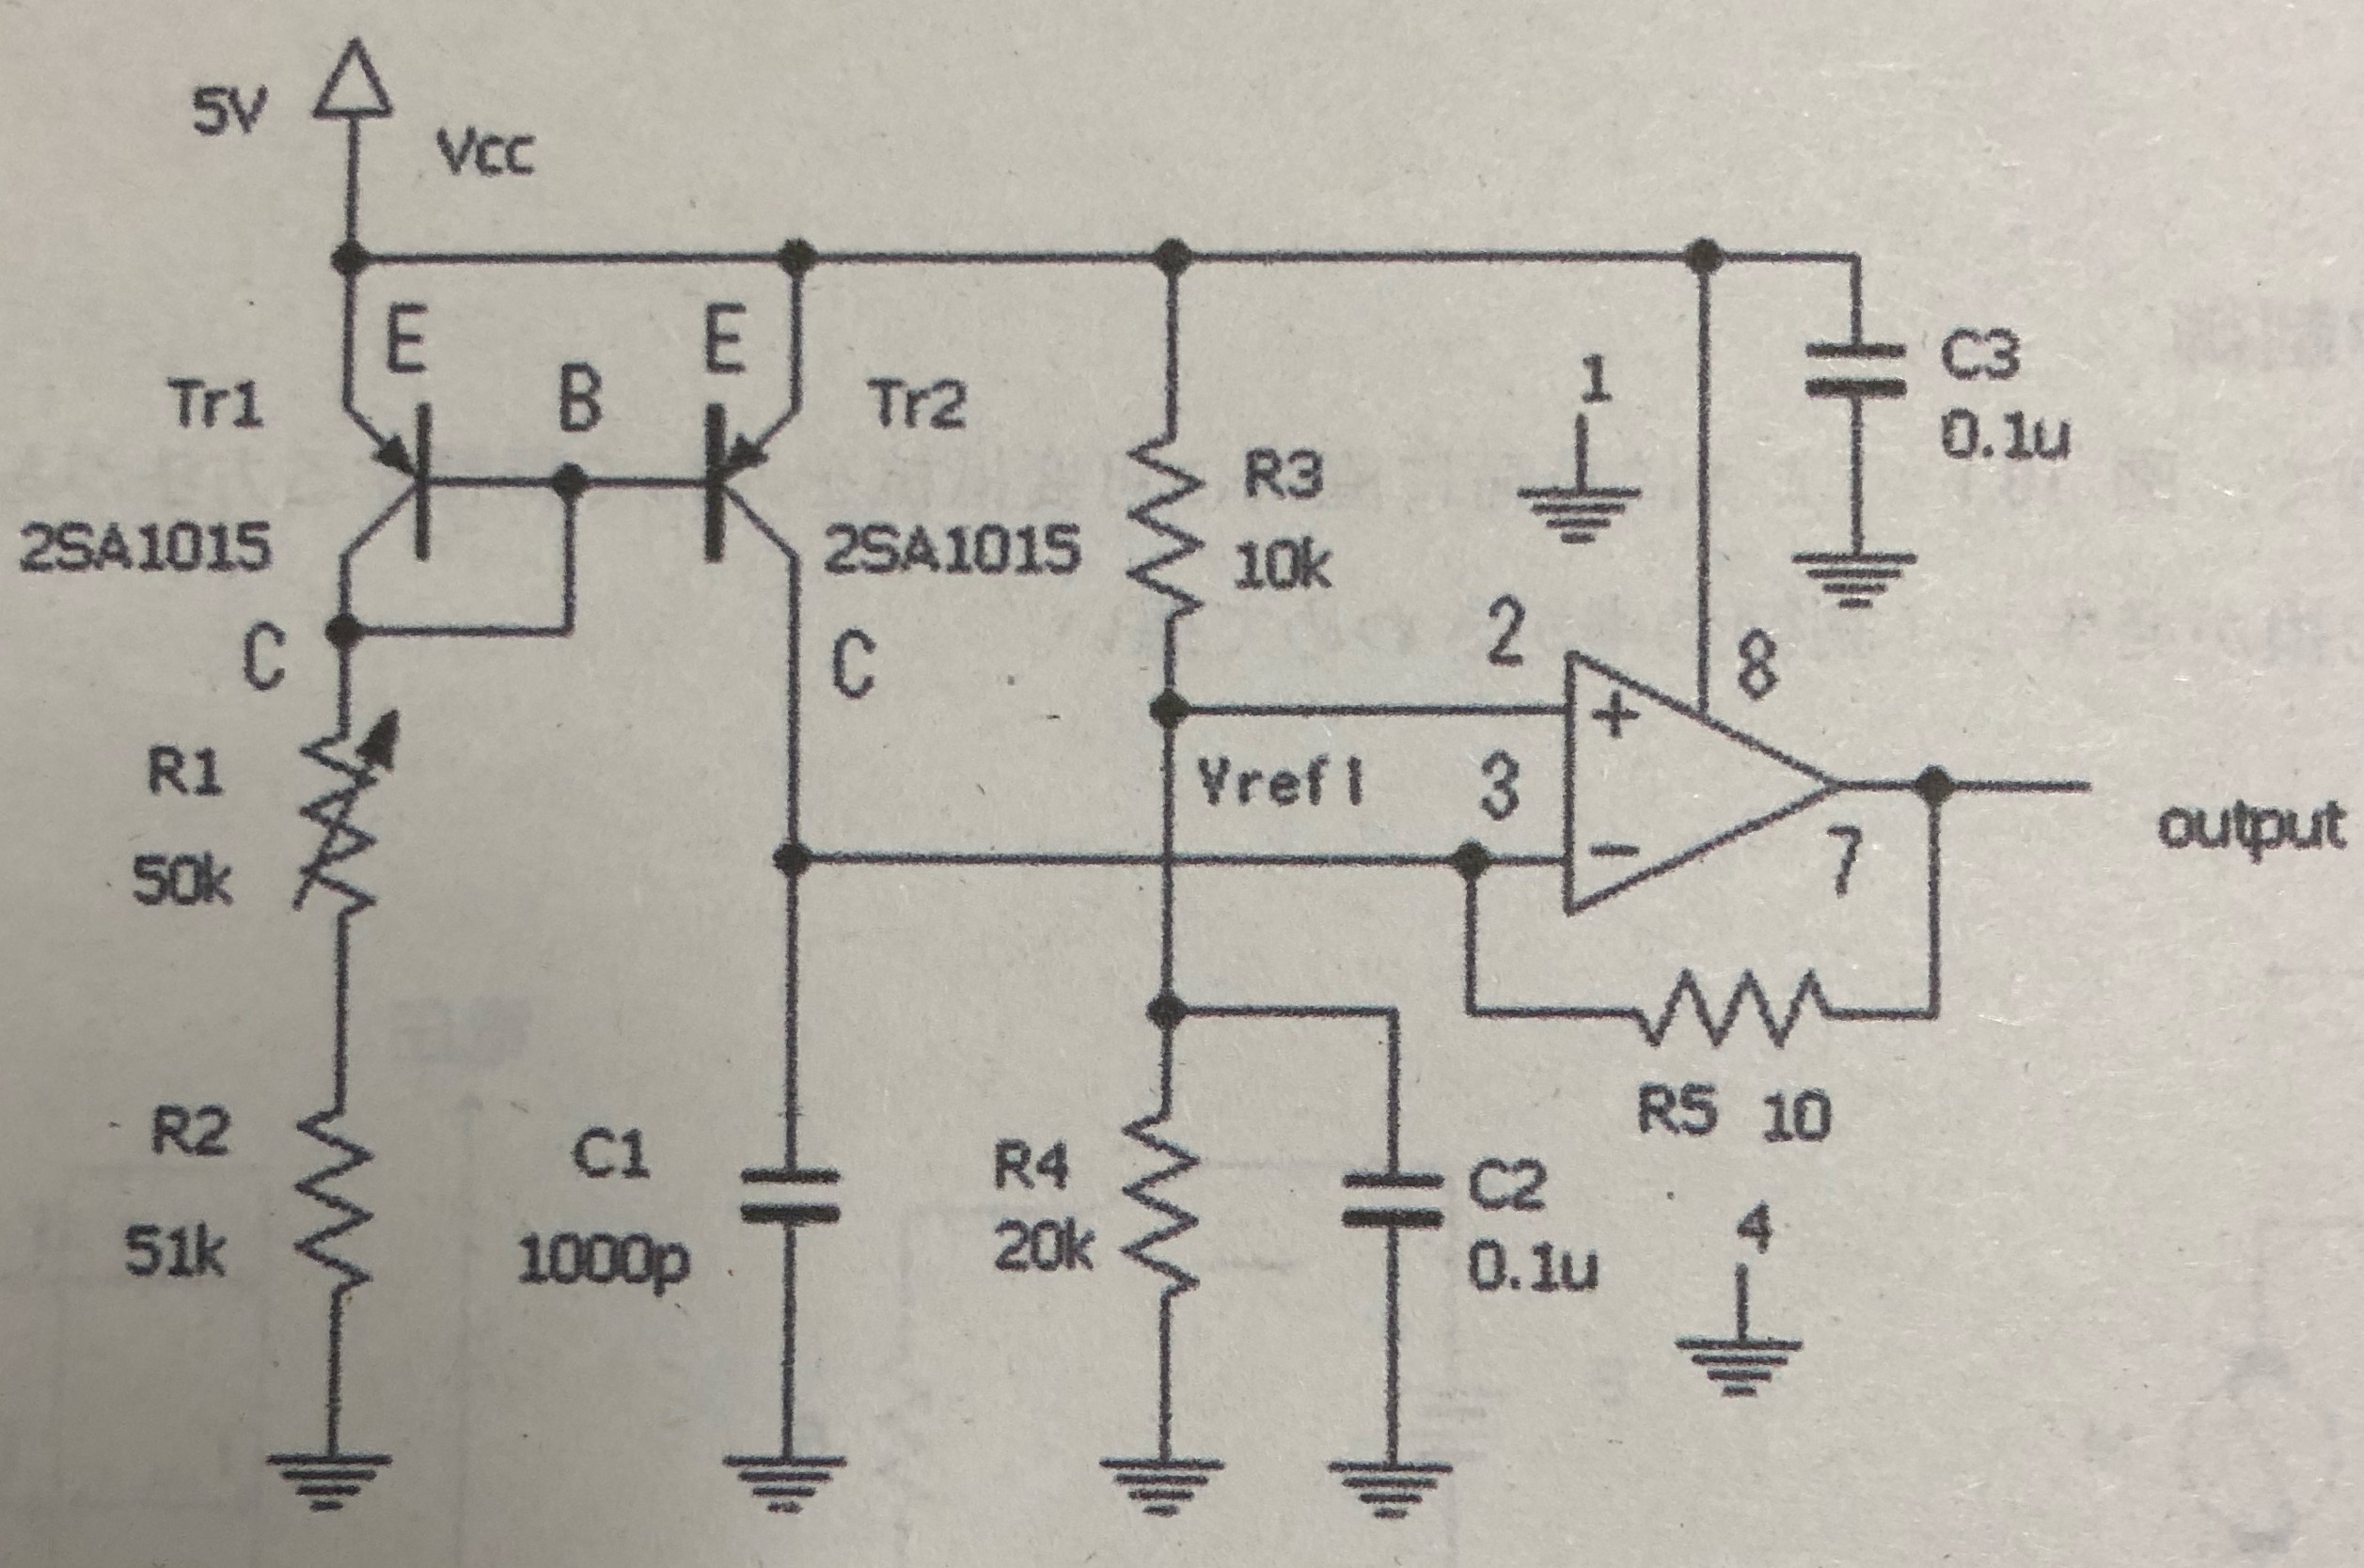 5V
Vcc
E
E
Tr1
B
Tr2
1
C3
0.1u
R3
10k
2SA1015
2SA1015
C
C
2
8
+
R1
50k
Vref1
3
-
7
output
R2
51k
C1
1000p
R4
20k
C2
0.1u
R5 10
4